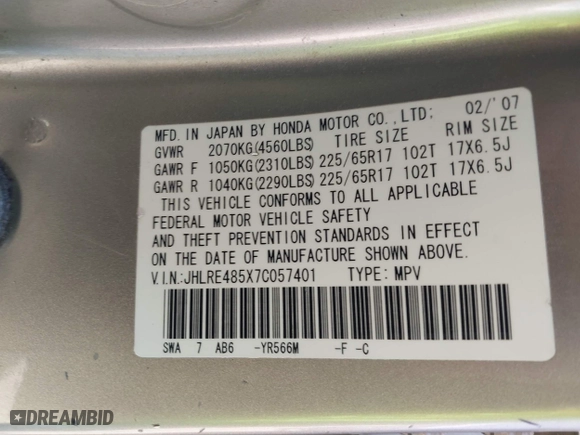 MFD. IN JAPAN BY HONDA MOTOR CO., LTD: 02/'07
GVWR 2070KG(4560LBS) TIRE SIZE RIM SIZE
GAWR F 1050KG(2310LBS) 225/65R17 102T 17X6.5J
GAWR R 1040KG(2290LBS) 225/65R17 102T 17X6.5J
THIS VEHICLE CONFORMS TO ALL APPLICABLE
FEDERAL MOTOR VEHICLE SAFETY
AND THEFT PREVENTION STANDARDS IN EFFECT
ON THE DATE OF MANUFACTURE SHOWN ABOVE.
V.I.N.:JHLRE485X7C057401 TYPE: MPV
SWA 7 AB6 -YR566M -F -C
DREAMBID